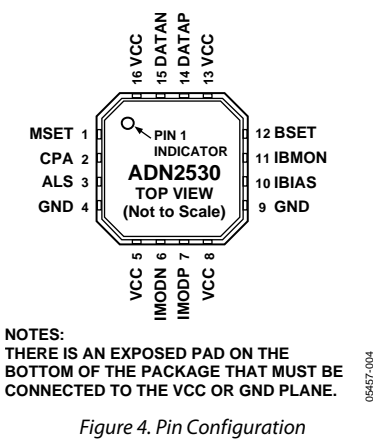 16 VCC
15 DATAN
14 DATAP
13 VCC
MSET 1
CPA 2
ALS 3
GND 4
PIN 1
INDICATOR
ADN2530
TOP VIEW
(Not to Scale)
12 BSET
11 IBMON
10 IBIAS
9 GND
VCC 5
IMODN 6
IMODP 7
VCC 8
NOTES:
THERE IS AN EXPOSED PAD ON THE
BOTTOM OF THE PACKAGE THAT MUST BE
CONNECTED TO THE VCC OR GND PLANE.
05457-004
Figure 4. Pin Configuration